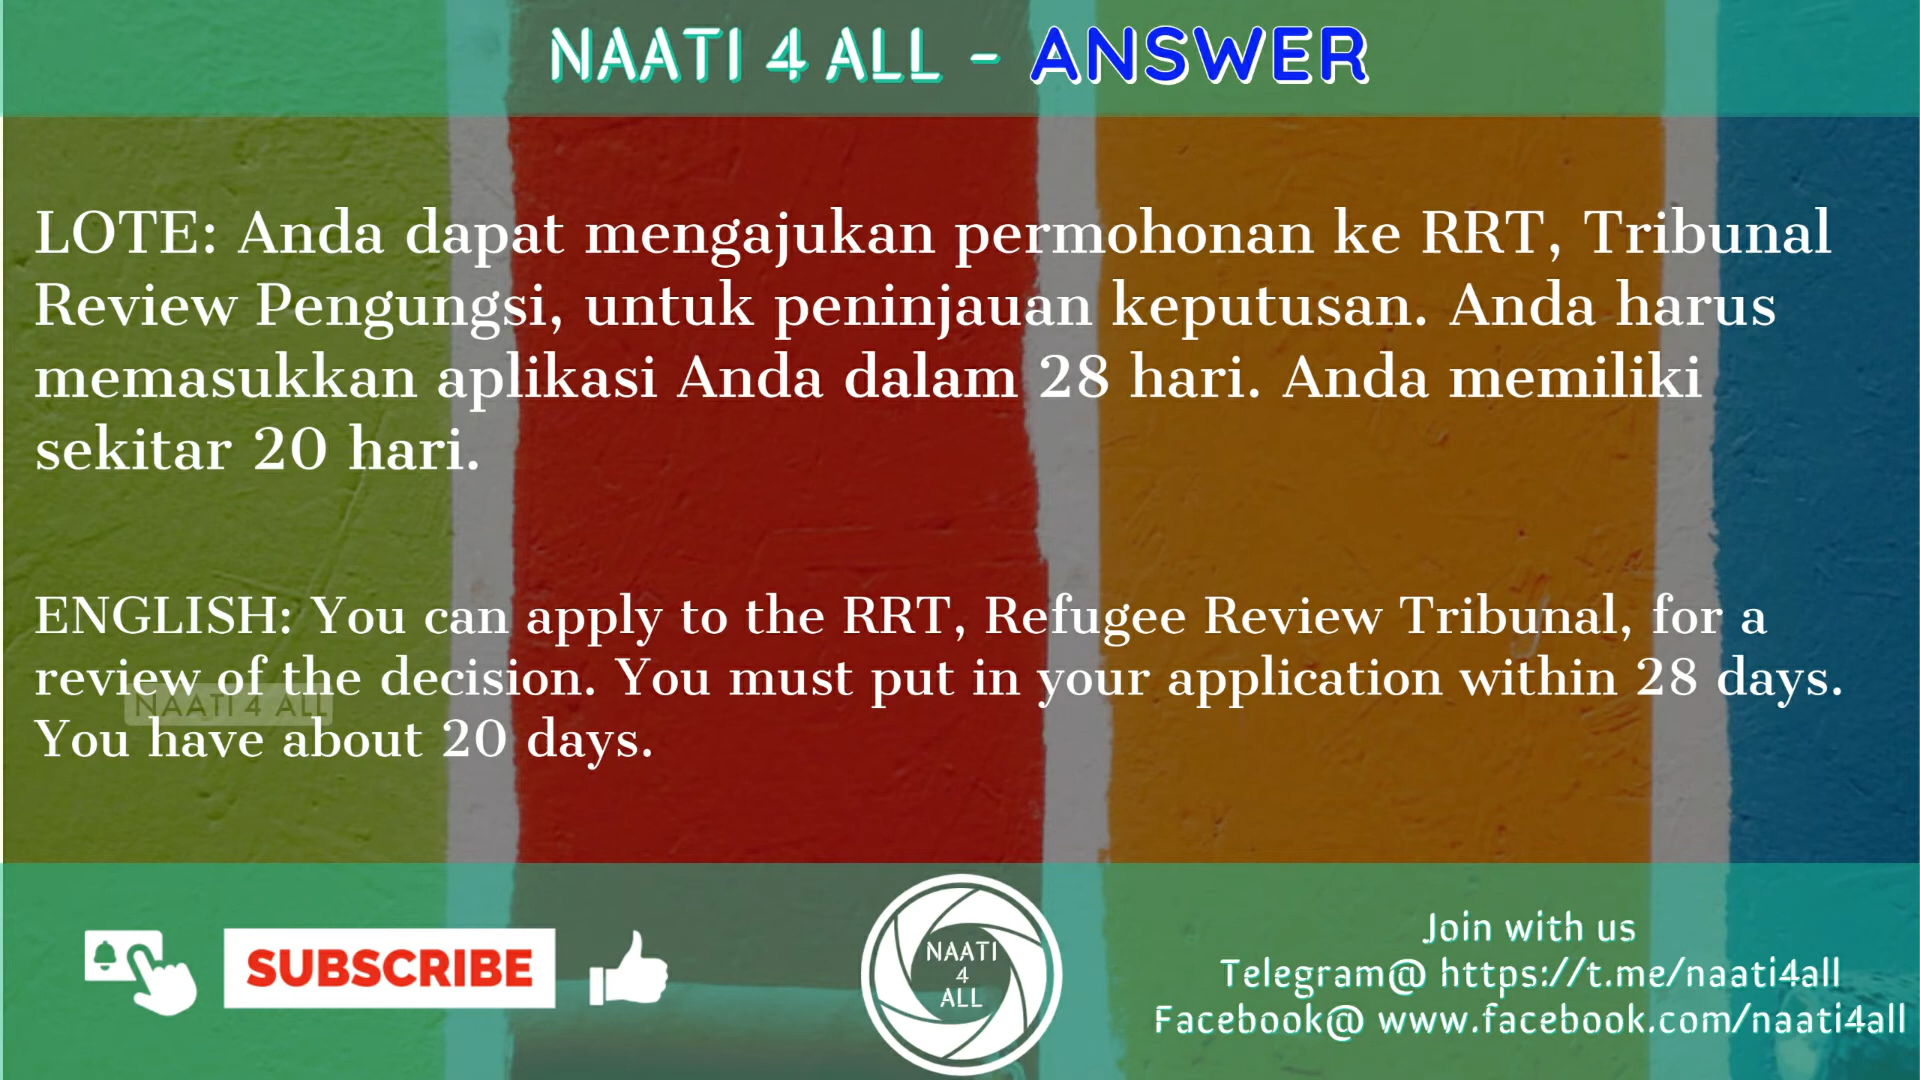 NAATI 4 ALL - ANSWER
LOTE: Anda dapat mengajukan permohonan ke RRT, Tribunal
Review Pengungsi, untuk peninjauan keputusan. Anda harus
memasukkan aplikasi Anda dalam 28 hari. Anda memiliki
sekitar 20 hari.
ENGLISH: You can apply to the RRT, Refugee Review Tribunal, for a
review of the decision. You must put in your application within 28 days.
NAATI 4 ALL
You have about 20 days.
SUBSCRIBE
NAATI
4
ALL
Join with us
Telegram@ https://t.me/naati4all
Facebook@ www.facebook.com/naati4all